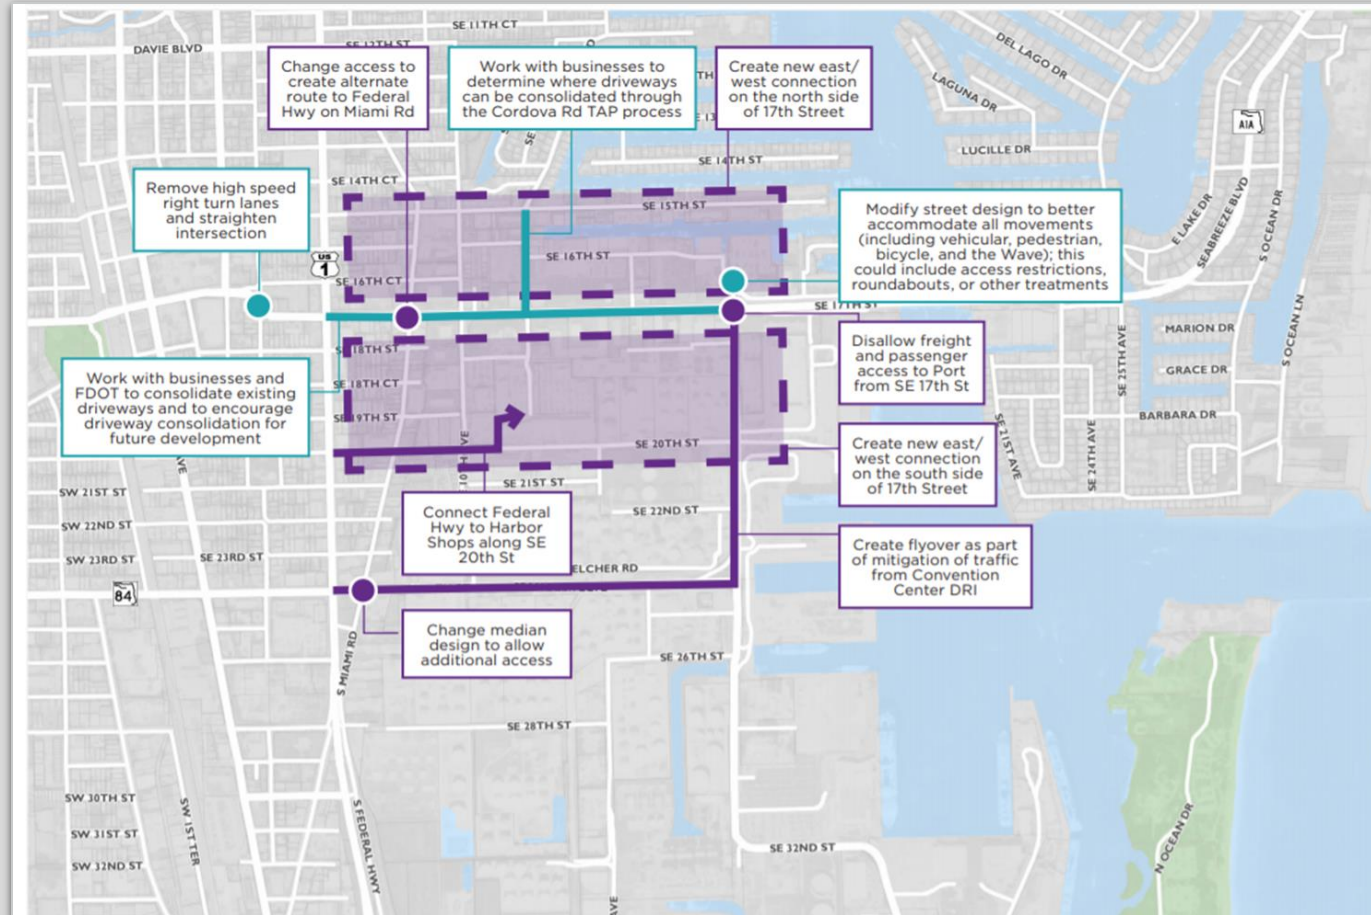 SE 11TH CT
DAVIE BLVD
SE 12TH ST
DEL LAGO DR
LAGUNA DR
A1A
Change access to
create alternate
route to Federal
Hwy on Miami Rd
Work with businesses to
determine where driveways
can be consolidated through
the Cordova Rd TAP process
Create new east/
west connection
on the north side
of 17th Street
LUCILLE DR
SE 14TH ST
SE 14TH CT
Remove high speed
right turn lanes
and straighten
intersection
SE 15TH ST
E LAKE DR
SEABREEZE BLVD
S OCEAN DR
Modify street design to better
accommodate all movements
(including vehicular, pedestrian,
bicycle, and the Wave); this
could include access restrictions,
roundabouts, or other treatments
US
1
SE 16TH ST
SE 16TH CT
SE 17TH ST
S OCEAN LN
MARION DR
SE 18TH ST
Disallow freight
and passenger
access to Port
from SE 17th St
SE 25TH AVE
GRACE DR
Work with businesses and
FDOT to consolidate existing
driveways and to encourage
driveway consolidation for
future development
SE 18TH CT
SE 19TH ST
BARBARA DR
SE 21ST AVE
SE 24TH AVE
SE 20TH ST
Create new east/
west connection
on the south side
of 17th Street
AVE
10TH AVE
SE 21ST ST
SW 21ST ST
Connect Federal
Hwy to Harbor
Shops along SE
20th St
SE 22ND ST
SW 22ND ST
SW 23RD ST
SE 23RD ST
Create flyover as part
of mitigation of traffic
from Convention
Center DRI
ELCHER RD
84
Change median
design to allow
additional access
S MIAMI RD
SE 26TH ST
SE 28TH ST
SW 30TH ST
SW 1ST TER
S FEDERAL HWY
SW 31ST ST
SW 32ND ST
SE 32ND ST
N OCEAN DR
AVE